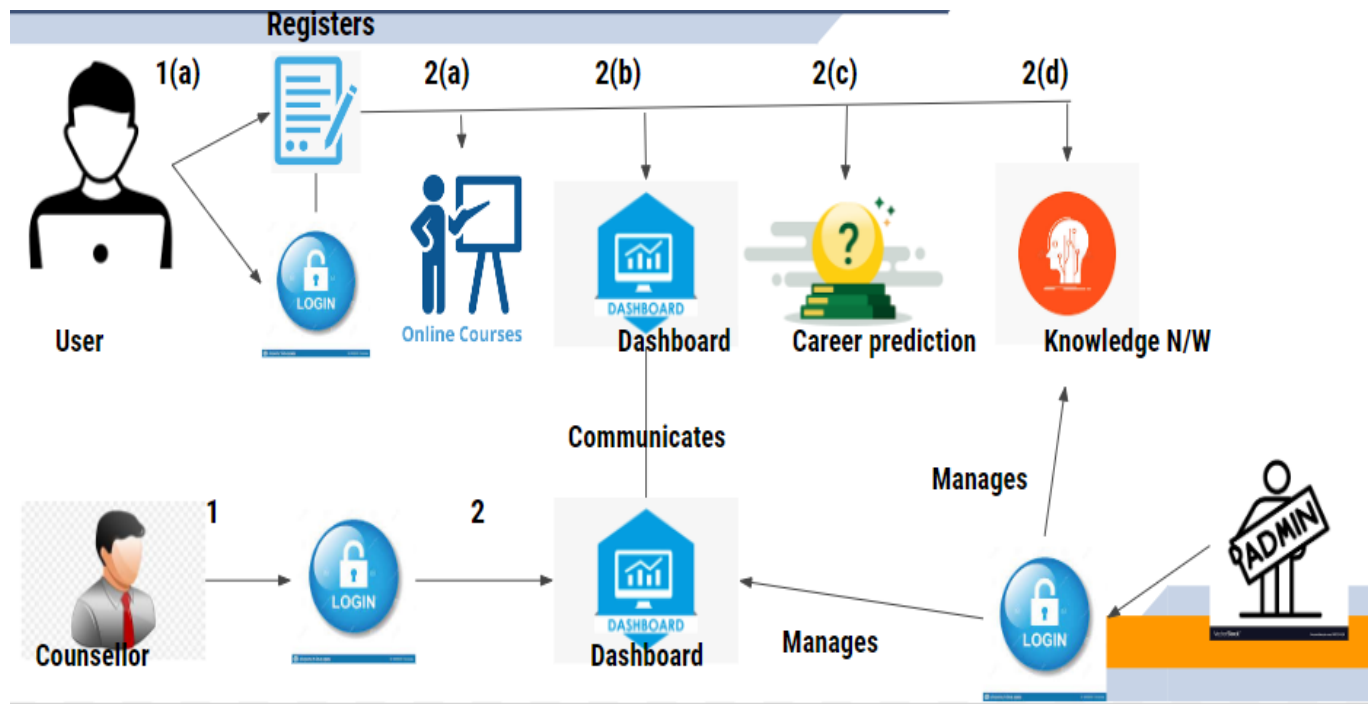 Registers
1(a)
2(a)
2(b)
2(c)
2(d)
LOGIN
Online Courses
DASHBOARD
User
Dashboard
Career prediction
Knowledge N/W
?
Communicates
Manages
1
2
LOGIN
DASHBOARD
Counsellor
Dashboard
Manages
LOGIN
ADMIN
VectorStock